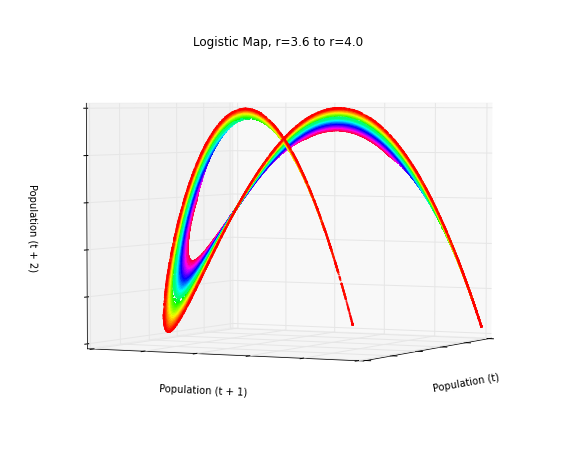 Logistic Map, r=3.6 to r=4.0
Population (t + 2)
Population (t + 1)
Population (t)